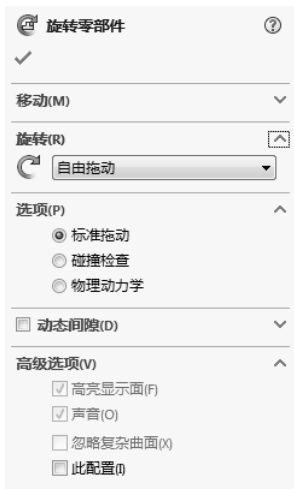 旋转零部件
移动(M)
旋转(R)
自由拖动
选项(P)
标准拖动
碰撞检查
物理动力学
动态间隙(D)
高级选项(V)
高亮显示面(F)
声音(O)
忽略复杂曲面(X)
此配置(I)